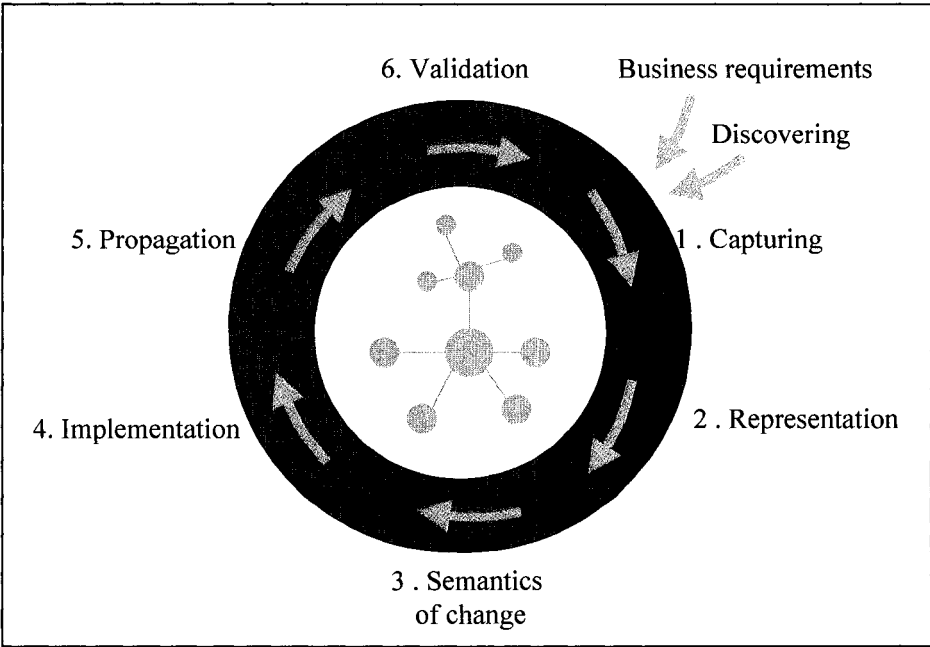 6. Validation
Business requirements
Discovering
5. Propagation
1 . Capturing
4. Implementation
2 . Representation
3 . Semantics
of change